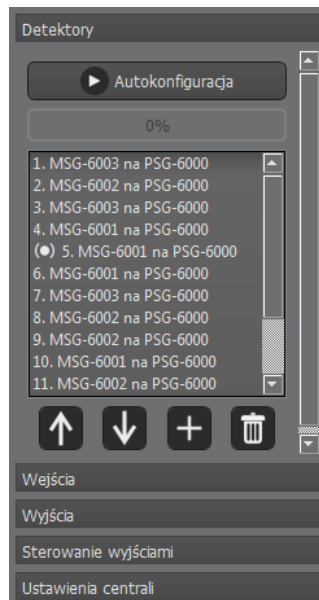 Detektory
Autokonfiguracja
0%
1. MSG-6003 na PSG-6000
2. MSG-6002 na PSG-6000
3. MSG-6003 na PSG-6000
4. MSG-6001 na PSG-6000
5. MSG-6001 na PSG-6000
6. MSG-6001 na PSG-6000
7. MSG-6003 na PSG-6000
8. MSG-6002 na PSG-6000
9. MSG-6002 na PSG-6000
10. MSG-6001 na PSG-6000
11. MSG-6002 na PSG-6000
Wejścia
Wyjścia
Sterowanie wyjściami
Ustawienia centrali